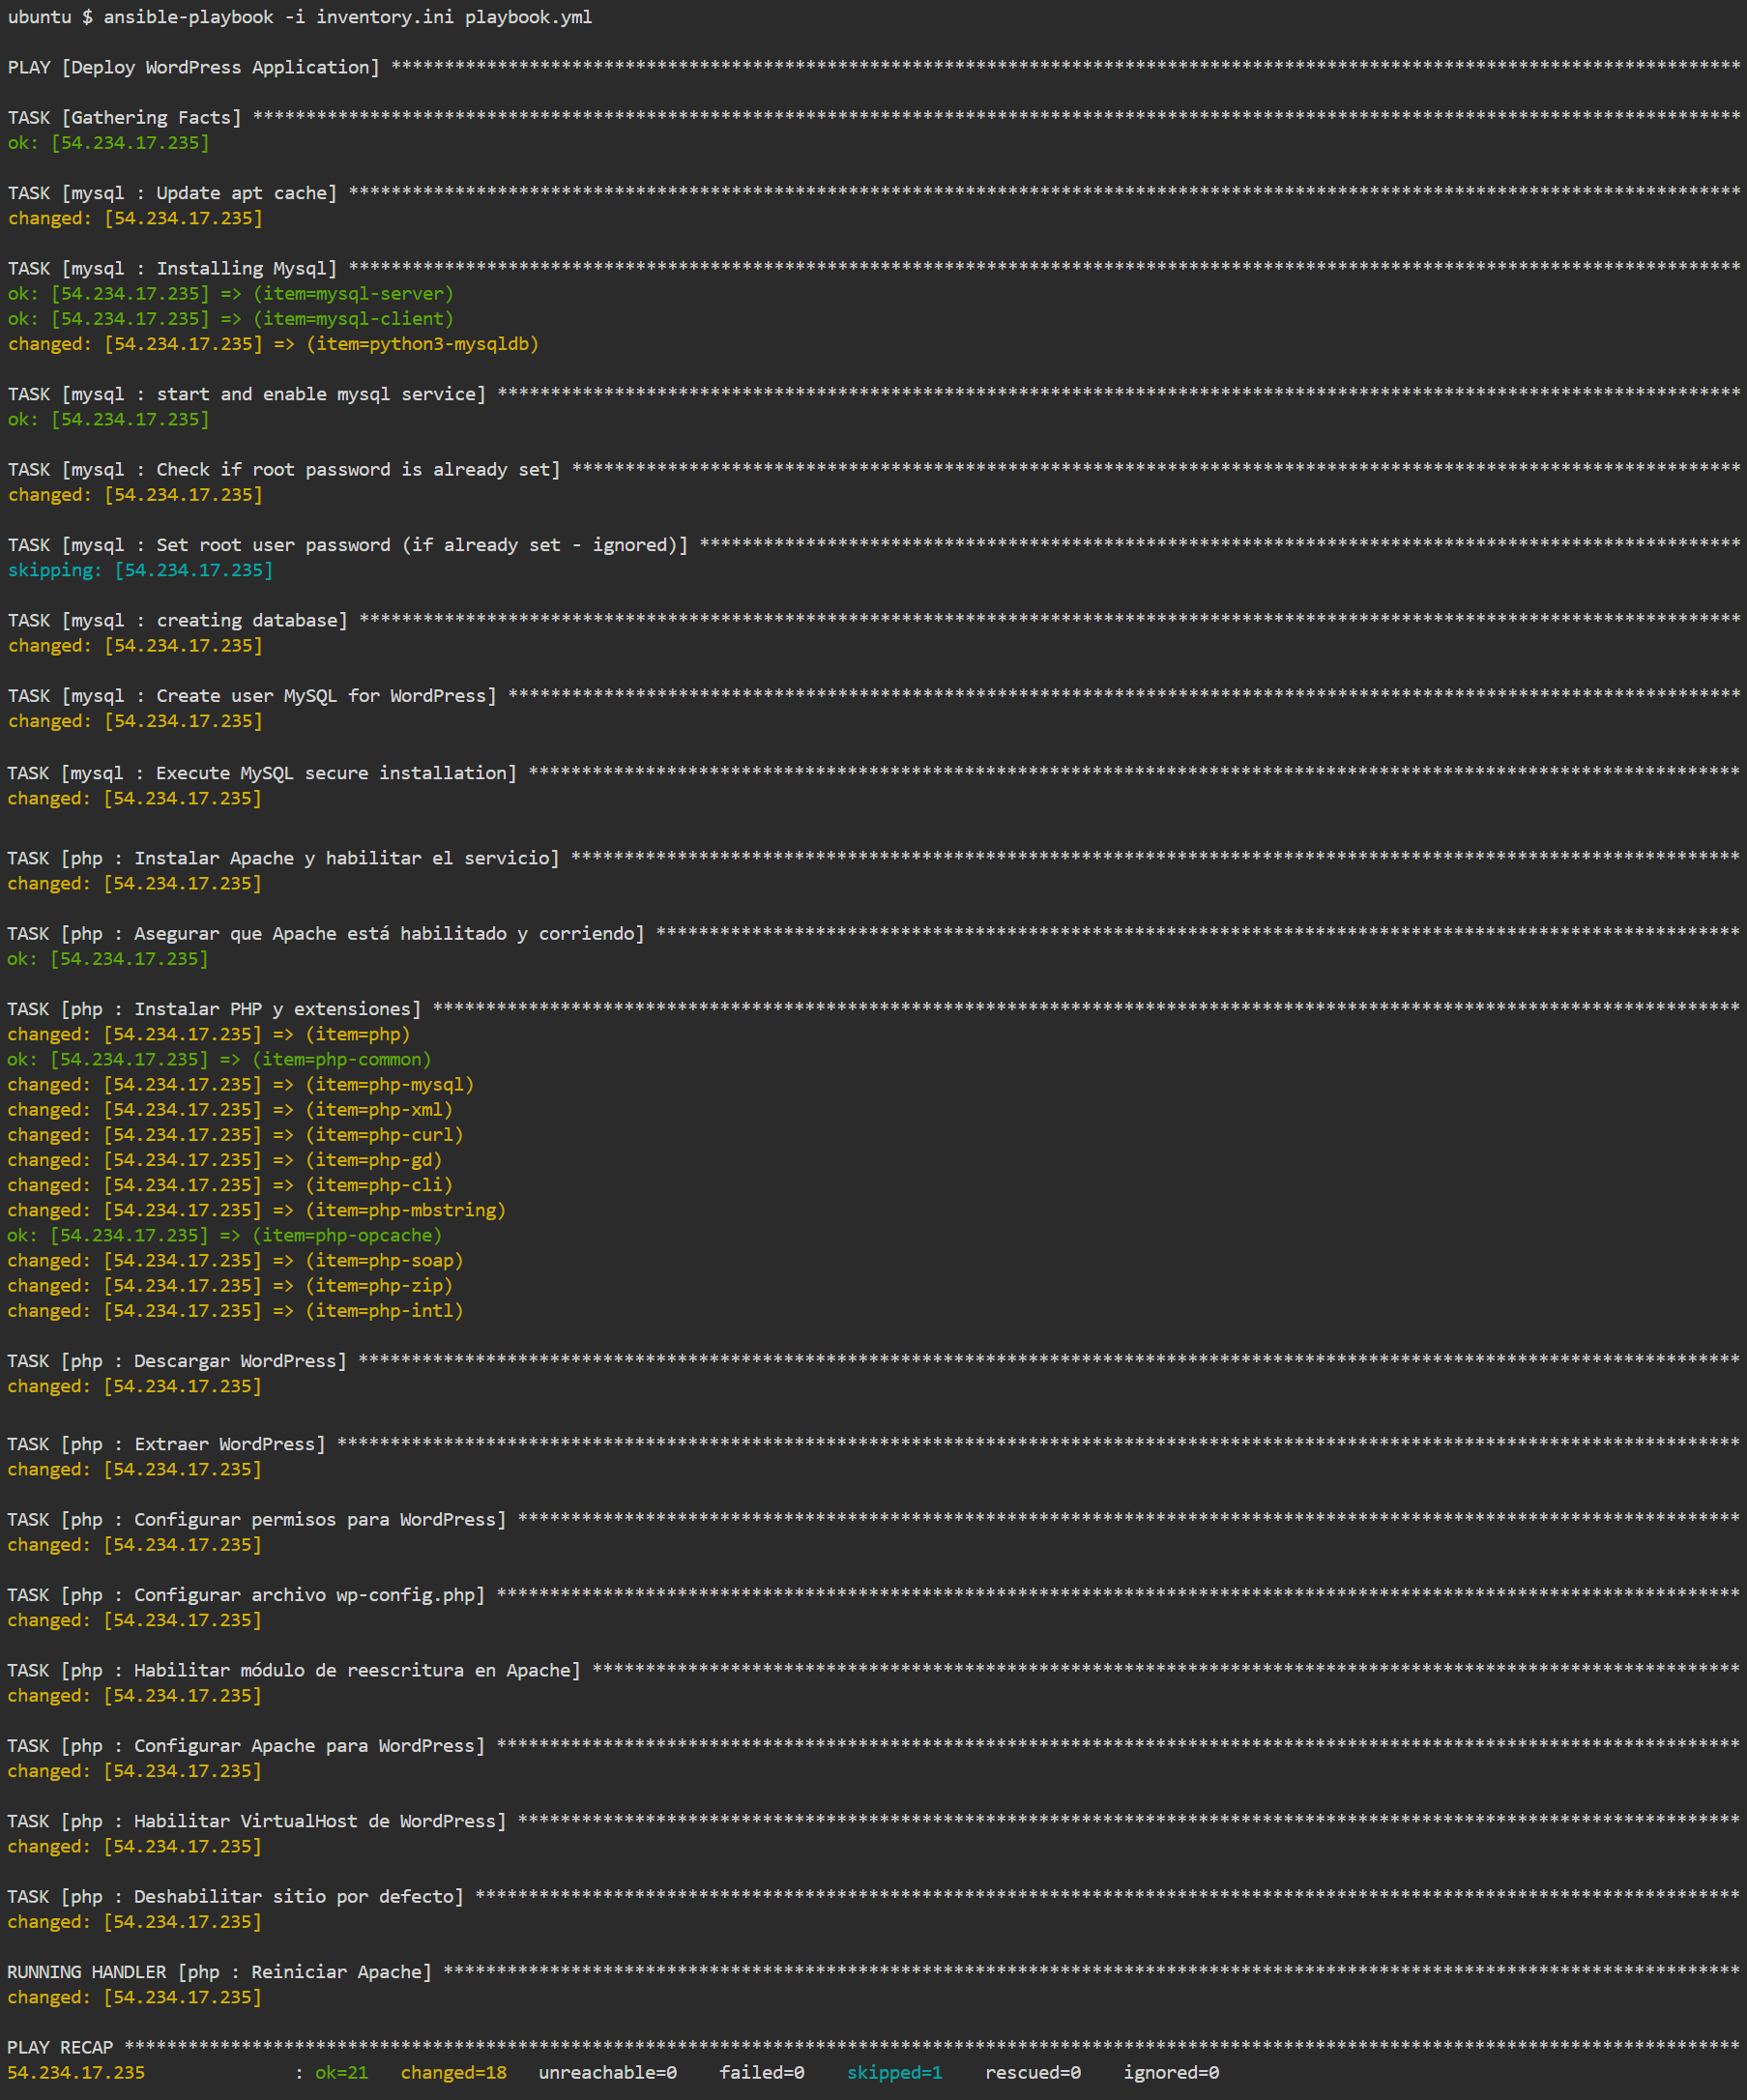 ubuntu $ ansible-playbook -i inventory.ini playbook.yml
PLAY [Deploy WordPress Application] *******************************************************************************************************************************
TASK [Gathering Facts] ********************************************************************************************************************************************
ok: [54.234.17.235]
TASK [mysql : Update apt cache] ***********************************************************************************************************************************
changed: [54.234.17.235]
TASK [mysql : Installing Mysql] ***********************************************************************************************************************************
ok: [54.234.17.235] => (item=mysql-server)
ok: [54.234.17.235] => (item=mysql-client)
changed: [54.234.17.235] => (item=python3-mysqldb)
TASK [mysql : start and enable mysql service] *********************************************************************************************************************
ok: [54.234.17.235]
TASK [mysql : Check if root password is already set] **************************************************************************************************************
changed: [54.234.17.235]
TASK [mysql : Set root user password (if already set - ignored)] **************************************************************************************************
skipping: [54.234.17.235]
TASK [mysql : creating database] **********************************************************************************************************************************
changed: [54.234.17.235]
TASK [mysql : Create user MySQL for WordPress] ********************************************************************************************************************
changed: [54.234.17.235]
TASK [mysql : Execute MySQL secure installation] ******************************************************************************************************************
changed: [54.234.17.235]
TASK [php : Instalar Apache y habilitar el servicio] **************************************************************************************************************
changed: [54.234.17.235]
TASK [php : Asegurar que Apache está habilitado y corriendo] ******************************************************************************************************
ok: [54.234.17.235]
TASK [php : Instalar PHP y extensiones] ***************************************************************************************************************************
changed: [54.234.17.235] => (item=php)
ok: [54.234.17.235] => (item=php-common)
changed: [54.234.17.235] => (item=php-mysql)
changed: [54.234.17.235] => (item=php-xml)
changed: [54.234.17.235] => (item=php-curl)
changed: [54.234.17.235] => (item=php-gd)
changed: [54.234.17.235] => (item=php-cli)
changed: [54.234.17.235] => (item=php-mbstring)
ok: [54.234.17.235] => (item=php-opcache)
changed: [54.234.17.235] => (item=php-soap)
changed: [54.234.17.235] => (item=php-zip)
changed: [54.234.17.235] => (item=php-intl)
TASK [php : Descargar WordPress] **********************************************************************************************************************************
changed: [54.234.17.235]
TASK [php : Extraer WordPress] ************************************************************************************************************************************
changed: [54.234.17.235]
TASK [php : Configurar permisos para WordPress] *******************************************************************************************************************
changed: [54.234.17.235]
TASK [php : Configurar archivo wp-config.php] *********************************************************************************************************************
changed: [54.234.17.235]
TASK [php : Habilitar módulo de reescritura en Apache] ************************************************************************************************************
changed: [54.234.17.235]
TASK [php : Configurar Apache para WordPress] *********************************************************************************************************************
changed: [54.234.17.235]
TASK [php : Habilitar VirtualHost de WordPress] *******************************************************************************************************************
changed: [54.234.17.235]
TASK [php : Deshabilitar sitio por defecto] ***********************************************************************************************************************
changed: [54.234.17.235]
RUNNING HANDLER [php : Reiniciar Apache] **************************************************************************************************************************
changed: [54.234.17.235]
PLAY RECAP ********************************************************************************************************************************************************
54.234.17.235              : ok=21   changed=18   unreachable=0    failed=0    skipped=1    rescued=0    ignored=0